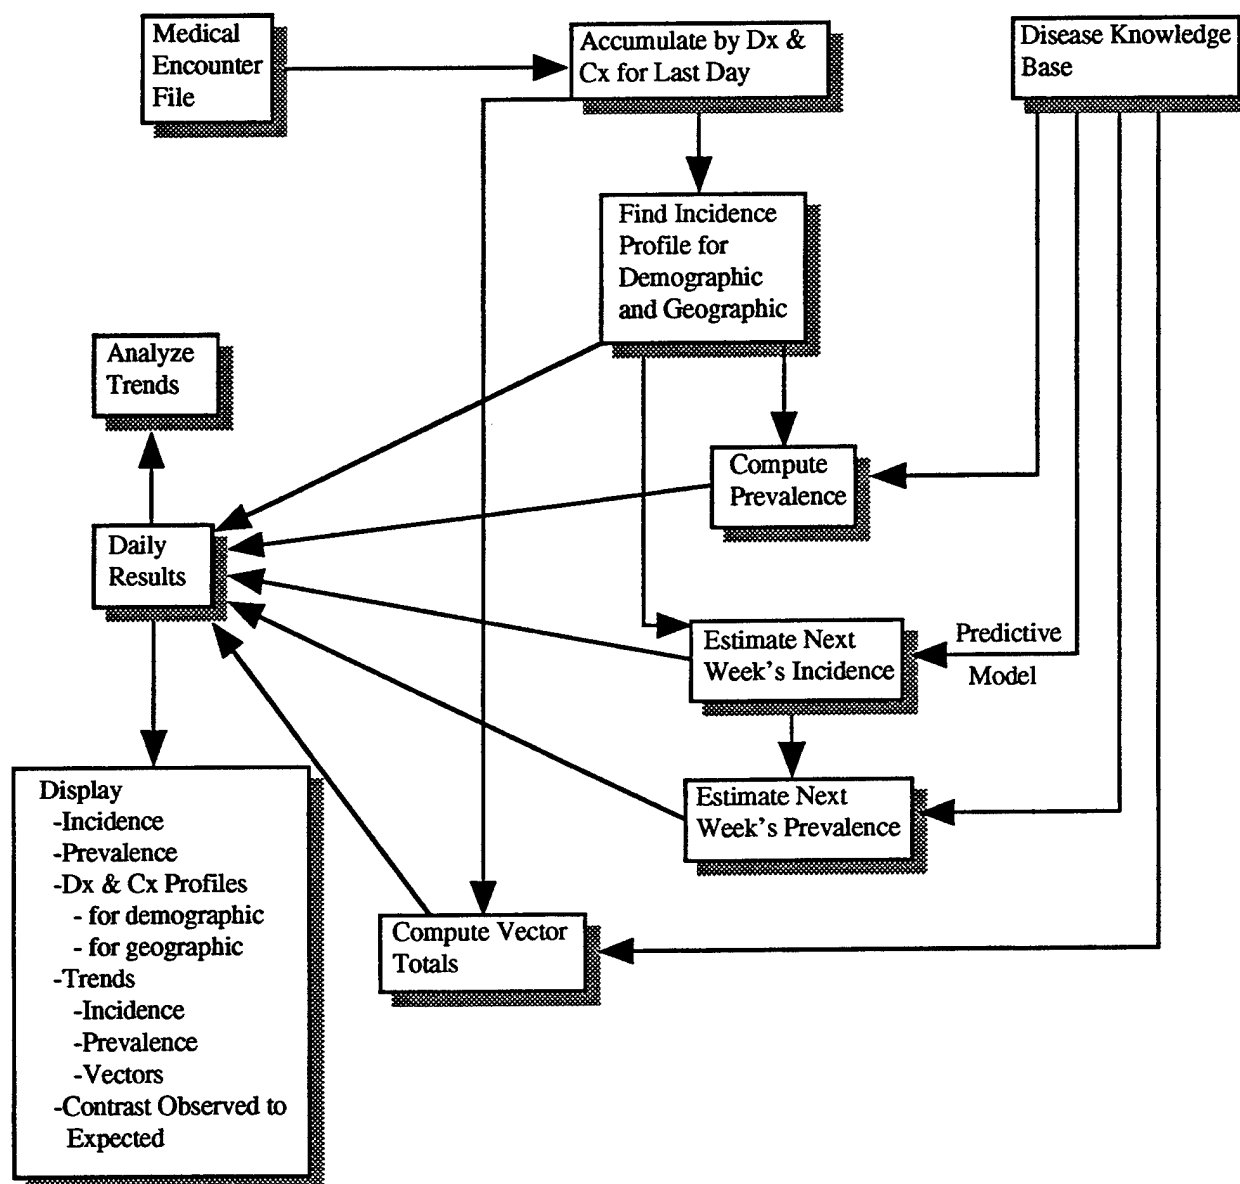 Medical
Encounter
File
Accumulate by Dx &
Cx for Last Day
Disease Knowledge
Base
Find Incidence
Profile for
Demographic
and Geographic
Analyze
Trends
Compute
Prevalence
Daily
Results
Estimate Next
Week's Incidence
Predictive
Model
Estimate Next
Week's Prevalence
Display
-Incidence
-Prevalence
-Dx & Cx Profiles
- for demographic
- for geographic
-Trends
-Incidence
-Prevalence
-Vectors
-Contrast Observed to
Expected
Compute Vector
Totals